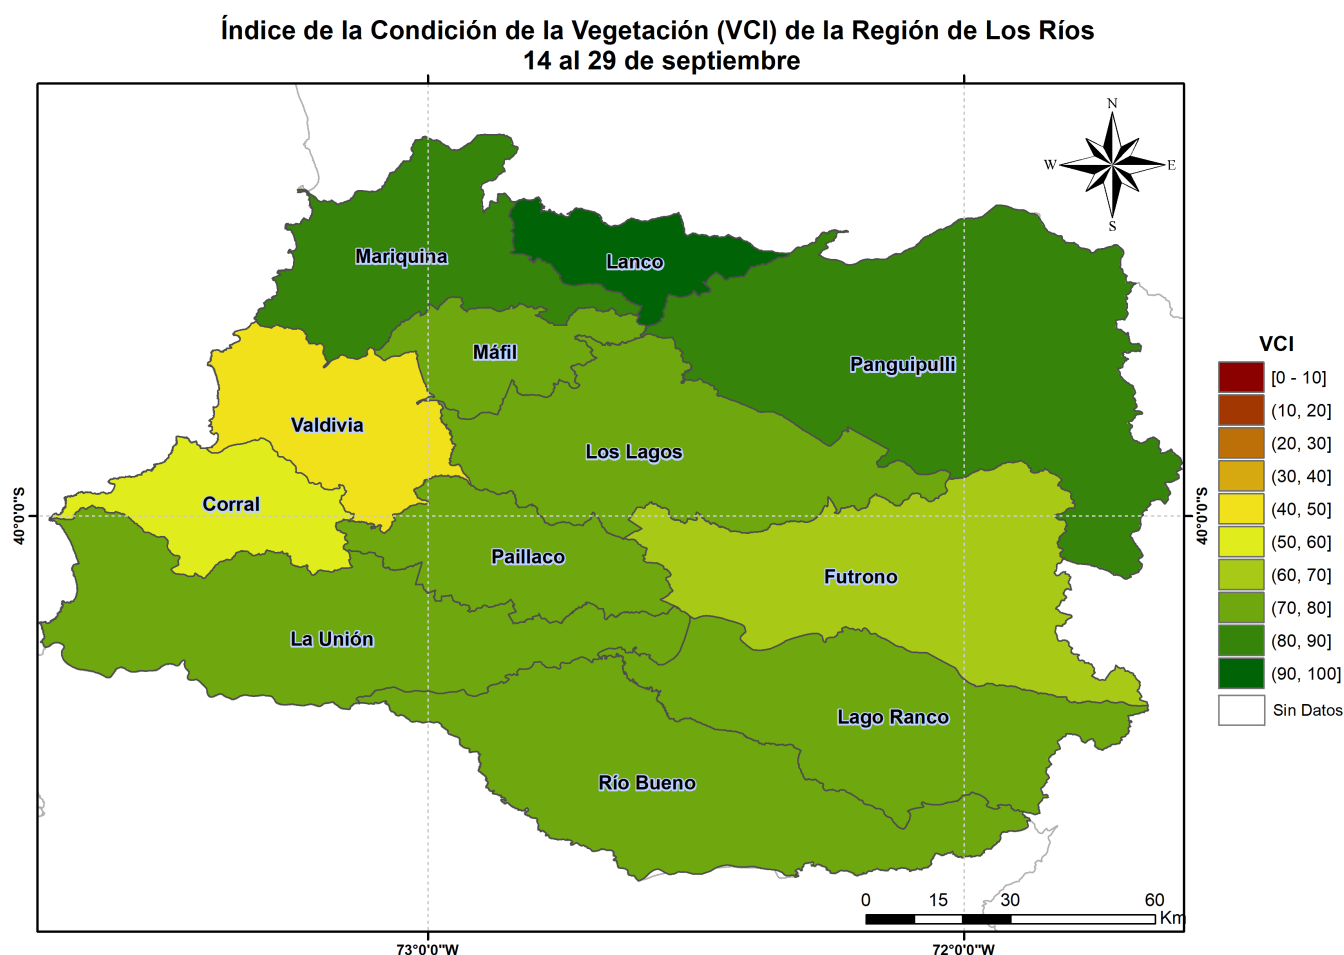 Índice de la Condición de la Vegetación (VCI) de la Región de Los Ríos
14 al 29 de septiembre
N
W
E
S
Mariquina
Lanco
Máfil
Panguipulli
Valdivia
Los Lagos
Corral
Paillaco
Futrono
La Unión
Lago Ranco
Río Bueno
40°0'0"S
40°0'0"S
73°0'0"W
72°0'0"W
0 15 30 60
Km
VCI
[0 - 10]
(10, 20]
(20, 30]
(30, 40]
(40, 50]
(50, 60]
(60, 70]
(70, 80]
(80, 90]
(90, 100]
Sin Datos